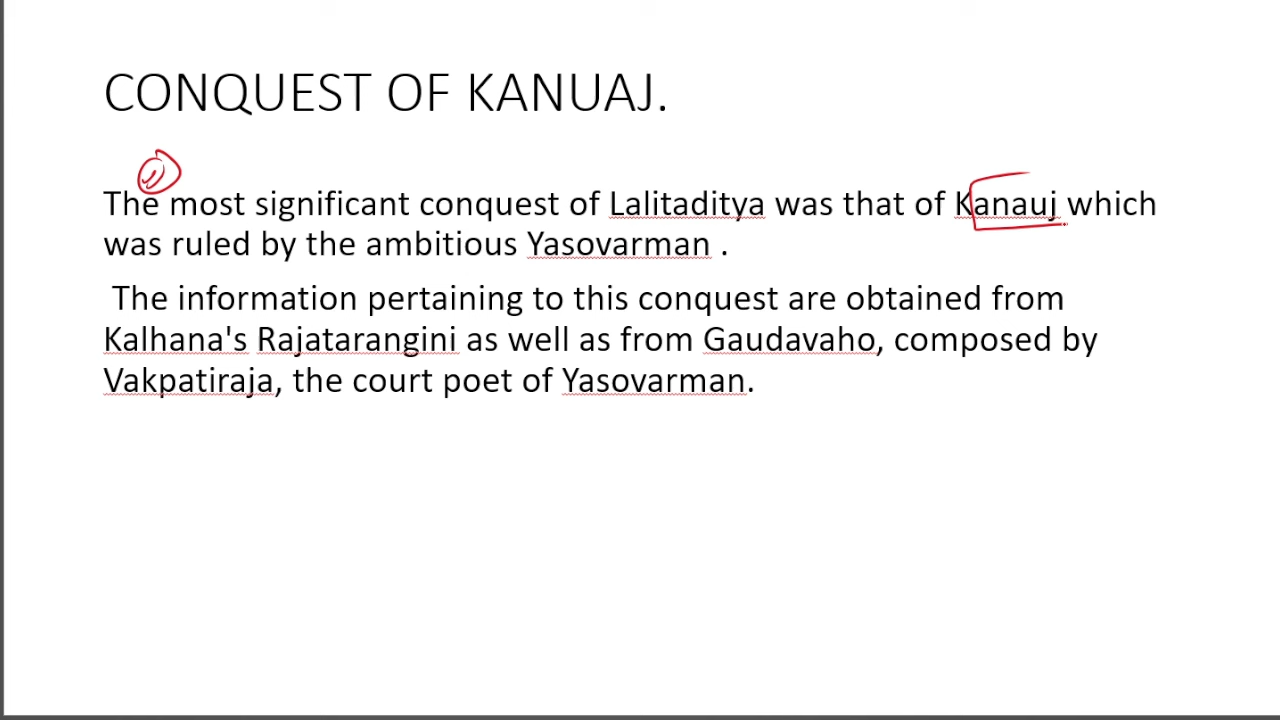 CONQUEST OF KANUAJ.
The most significant conquest of Lalitaditya was that of Kanauj which
was ruled by the ambitious Yasovarman .
The information pertaining to this conquest are obtained from
Kalhana's Rajatarangini as well as from Gaudavaho, composed by
Vakpatiraja, the court poet of Yasovarman.